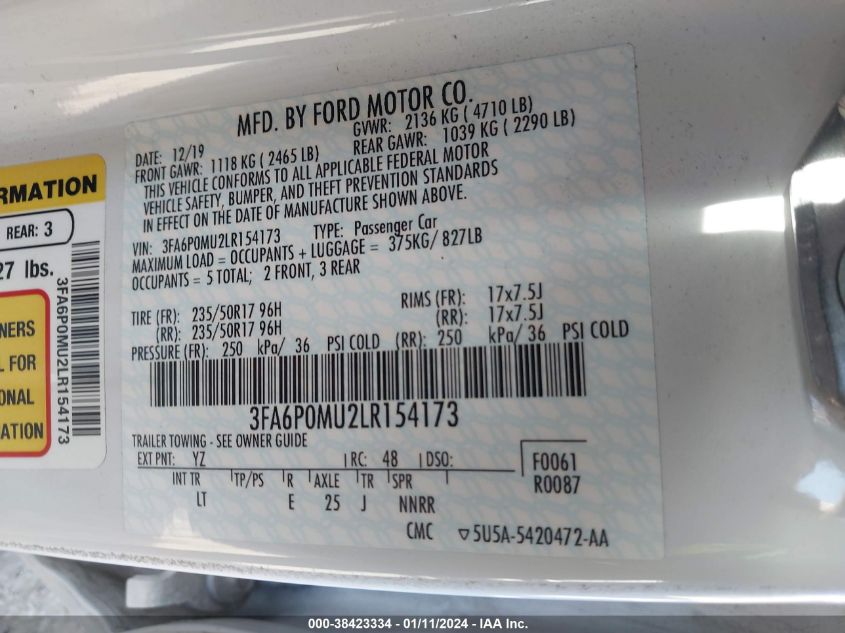 MFD. BY FORD MOTOR CO.
DATE: 12/19 GVWR: 2136 KG ( 4710 LB)
FRONT GAWR: 1118 KG ( 2465 LB) REAR GAWR: 1039 KG ( 2290 LB)
THIS VEHICLE CONFORMS TO ALL APPLICABLE FEDERAL MOTOR
VEHICLE SAFETY, BUMPER, AND THEFT PREVENTION STANDARDS
IN EFFECT ON THE DATE OF MANUFACTURE SHOWN ABOVE.
VIN: 3FA6P0MU2LR154173 TYPE: Passenger Car
MAXIMUM LOAD = OCCUPANTS + LUGGAGE = 375KG/ 827LB
OCCUPANTS = 5 TOTAL; 2 FRONT, 3 REAR
TIRE (FR): 235/50R17 96H RIMS (FR): 17x7.5J
(RR): 235/50R17 96H (RR): 17x7.5J
PRESSURE (FR): 250 kPa/ 36 PSI COLD (RR): 250 kPa/ 36 PSI COLD
3FA6P0MU2LR154173
TRAILER TOWING - SEE OWNER GUIDE
EXT PNT: YZ RC: 48 DSO: F0061
INT TR TP/PS R AXLE TR SPR R0087
LT E 25 J NNRR
CMC 5U5A-5420472-AA
RMATION
REAR: 3
27 lbs.
NERS
L FOR
ONAL
ATION
3FA6P0MU2LR154173
000-38423334 - 01/11/2024 - IAA Inc.